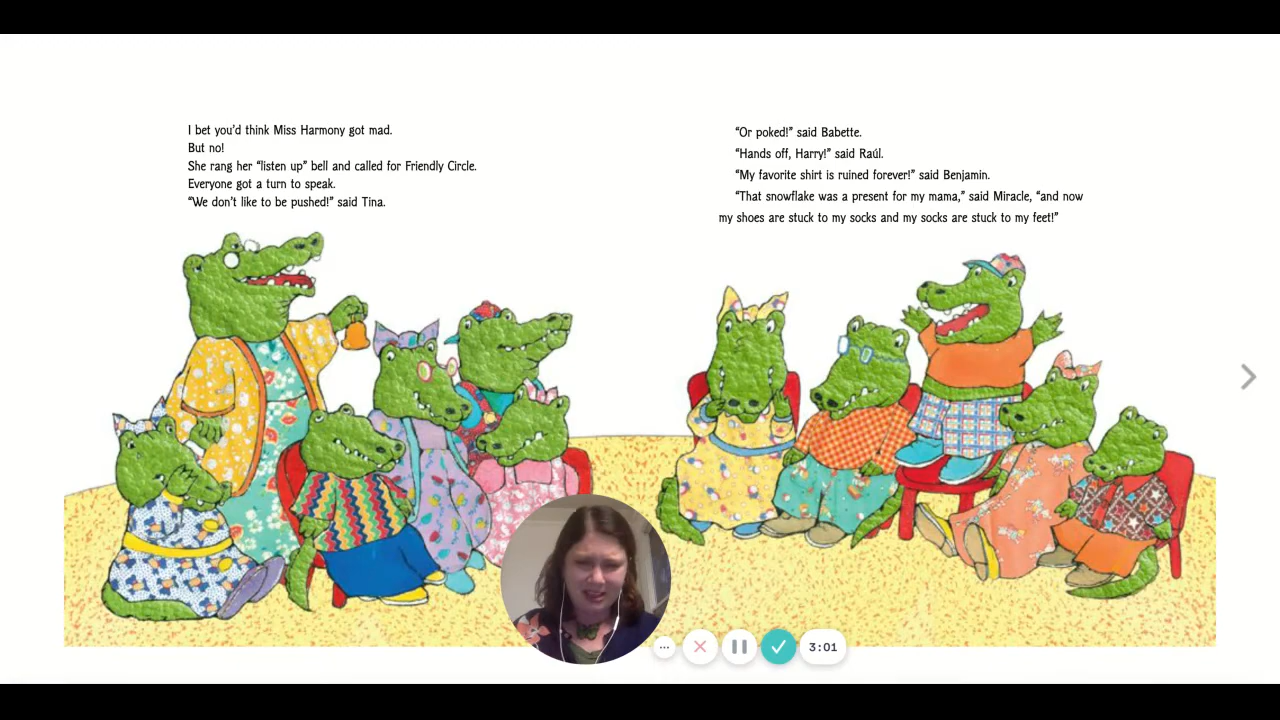 I bet you'd think Miss Harmony got mad.
But no!
She rang her “listen up” bell and called for Friendly Circle.
Everyone got a turn to speak.
“We don't like to be pushed!” said Tina.
“Or poked!” said Babette.
“Hands off, Harry!” said Raúl.
“My favorite shirt is ruined forever!” said Benjamin.
“That snowflake was a present for my mama,” said Miracle, “and now
my shoes are stuck to my socks and my socks are stuck to my feet!”
3:01